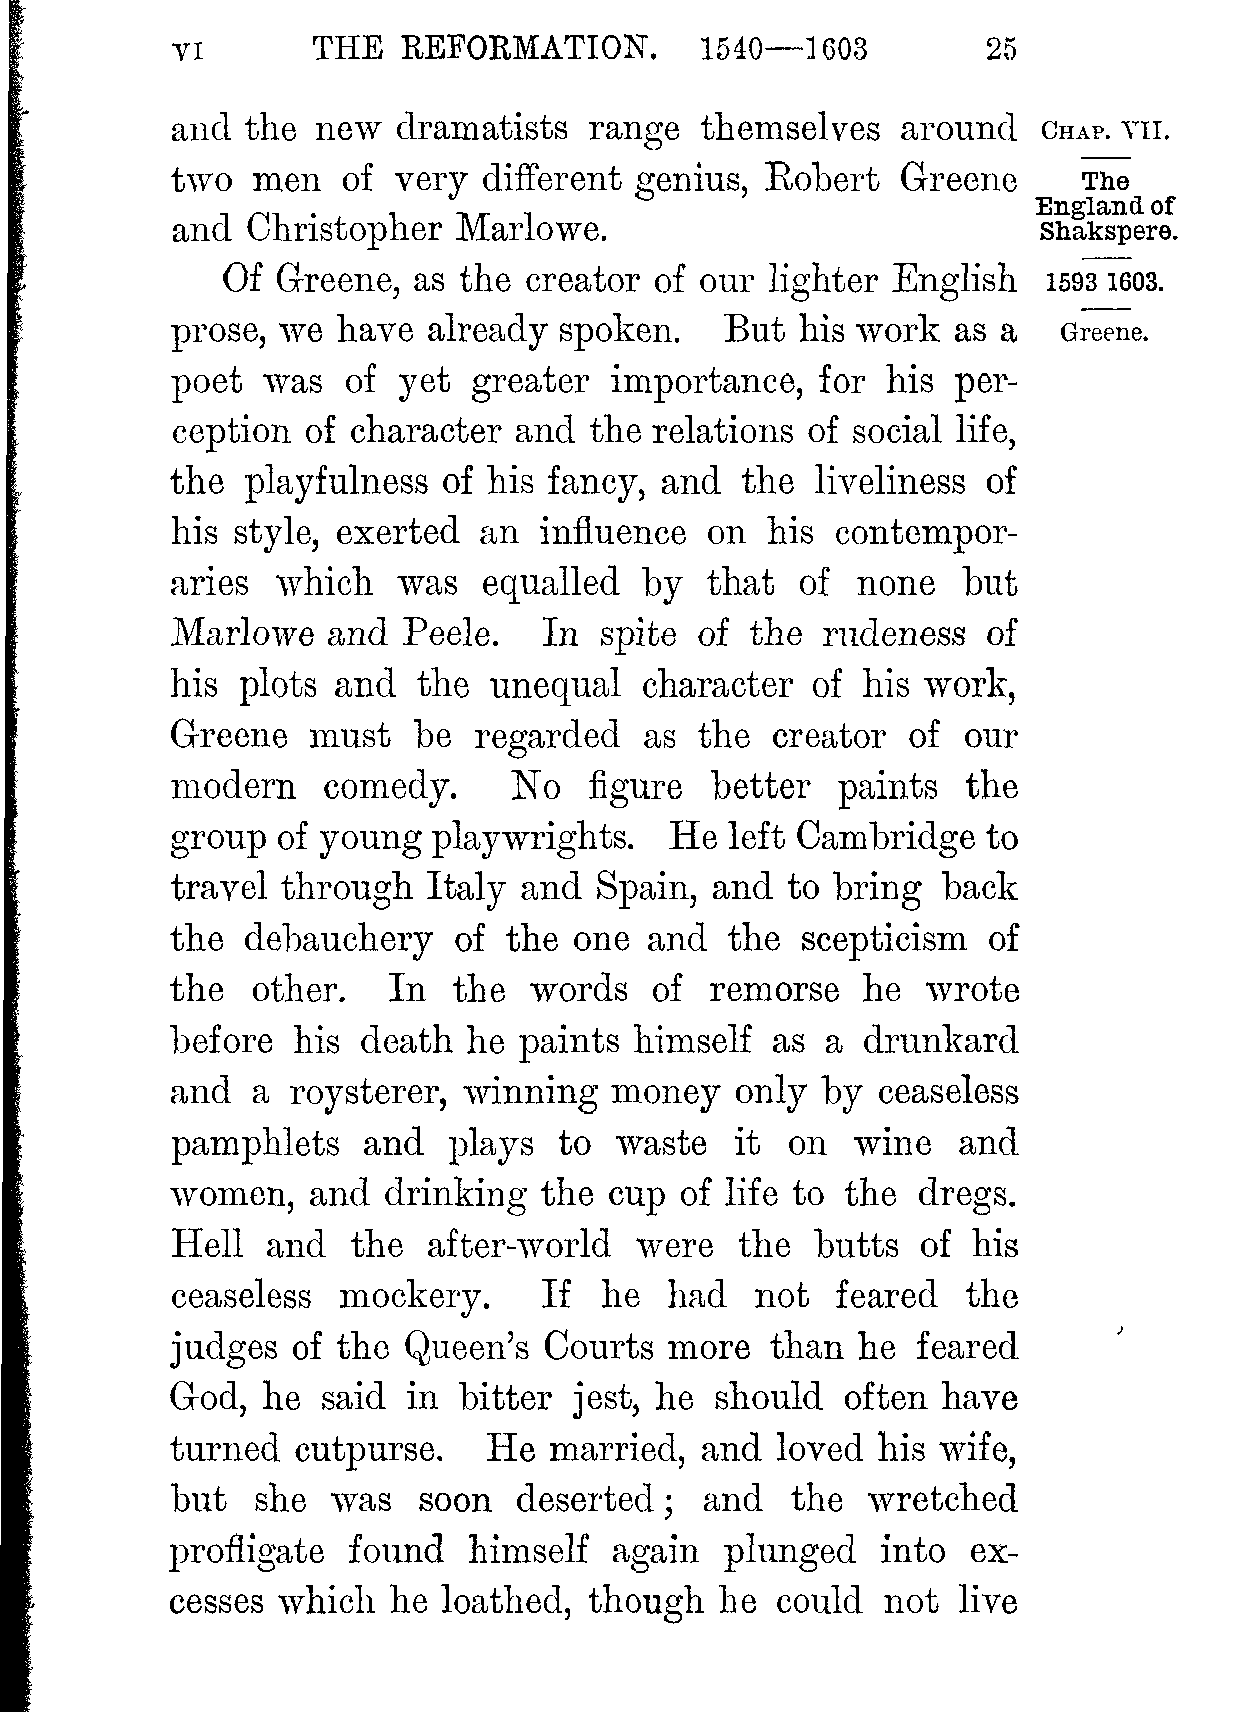 VI THE REFORMATION. 1540—1603 25
and the new dramatists range themselves around
two men of very different genius, Robert Greene
and Christopher Marlowe.
CHAP. VII.
The
England of
Shakspere.
1593 1603.
Greene.
Of Greene, as the creator of our lighter English
prose, we have already spoken. But his work as a
poet was of yet greater importance, for his per-
ception of character and the relations of social life,
the playfulness of his fancy, and the liveliness of
his style, exerted an influence on his contempor-
aries which was equalled by that of none but
Marlowe and Peele. In spite of the rudeness of
his plots and the unequal character of his work,
Greene must be regarded as the creator of our
modern comedy. No figure better paints the
group of young playwrights. He left Cambridge to
travel through Italy and Spain, and to bring back
the debauchery of the one and the scepticism of
the other. In the words of remorse he wrote
before his death he paints himself as a drunkard
and a roysterer, winning money only by ceaseless
pamphlets and plays to waste it on wine and
women, and drinking the cup of life to the dregs.
Hell and the after-world were the butts of his
ceaseless mockery. If he had not feared the
judges of the Queen's Courts more than he feared
God, he said in bitter jest, he should often have
turned cutpurse. He married, and loved his wife,
but she was soon deserted; and the wretched
profligate found himself again plunged into ex-
cesses which he loathed, though he could not live